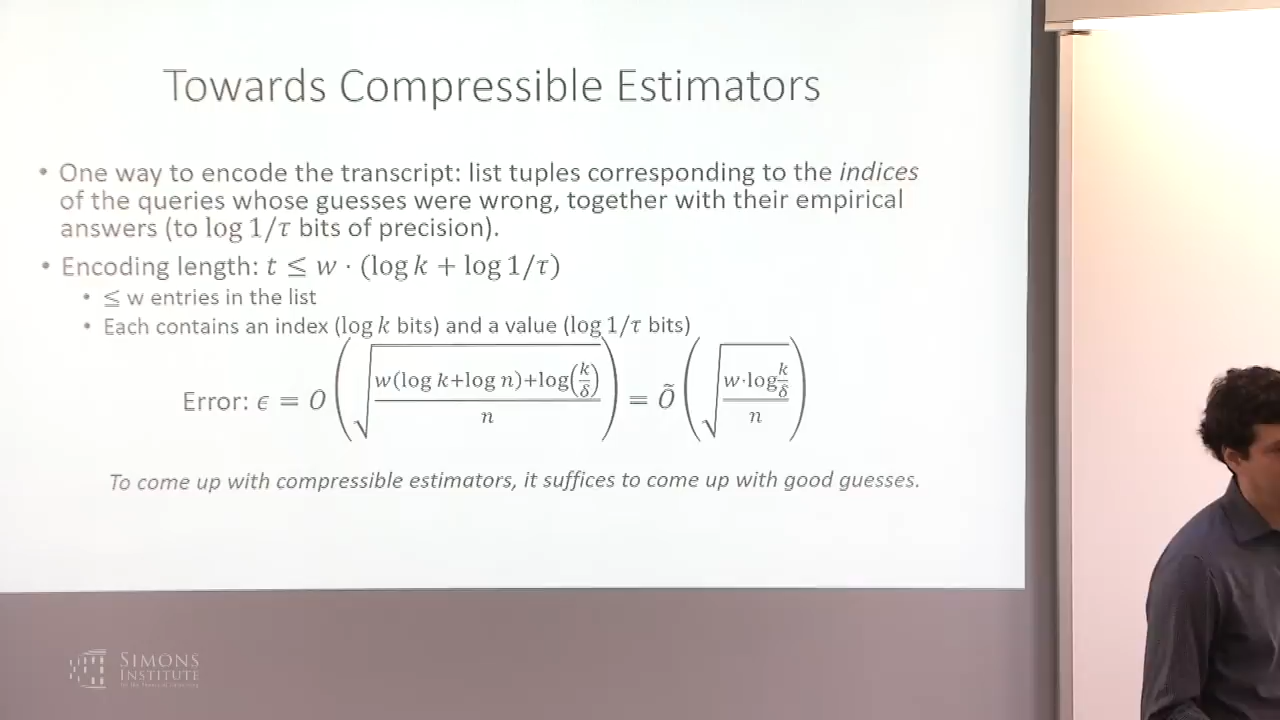 Towards Compressible Estimators
• One way to encode the transcript: list tuples corresponding to the indices
of the queries whose guesses were wrong, together with their empirical
answers (to log 1/τ bits of precision).
• Encoding length: t ≤ w · (log k + log 1/τ)
• ≤ w entries in the list
• Each contains an index (log k bits) and a value (log 1/τ bits)
Error: ϵ = O(√((w(log k+log n)+log(k/δ))/n)) = Õ(√((w·log k/δ)/n))
To come up with compressible estimators, it suffices to come up with good guesses.
SIMONS
INSTITUTE